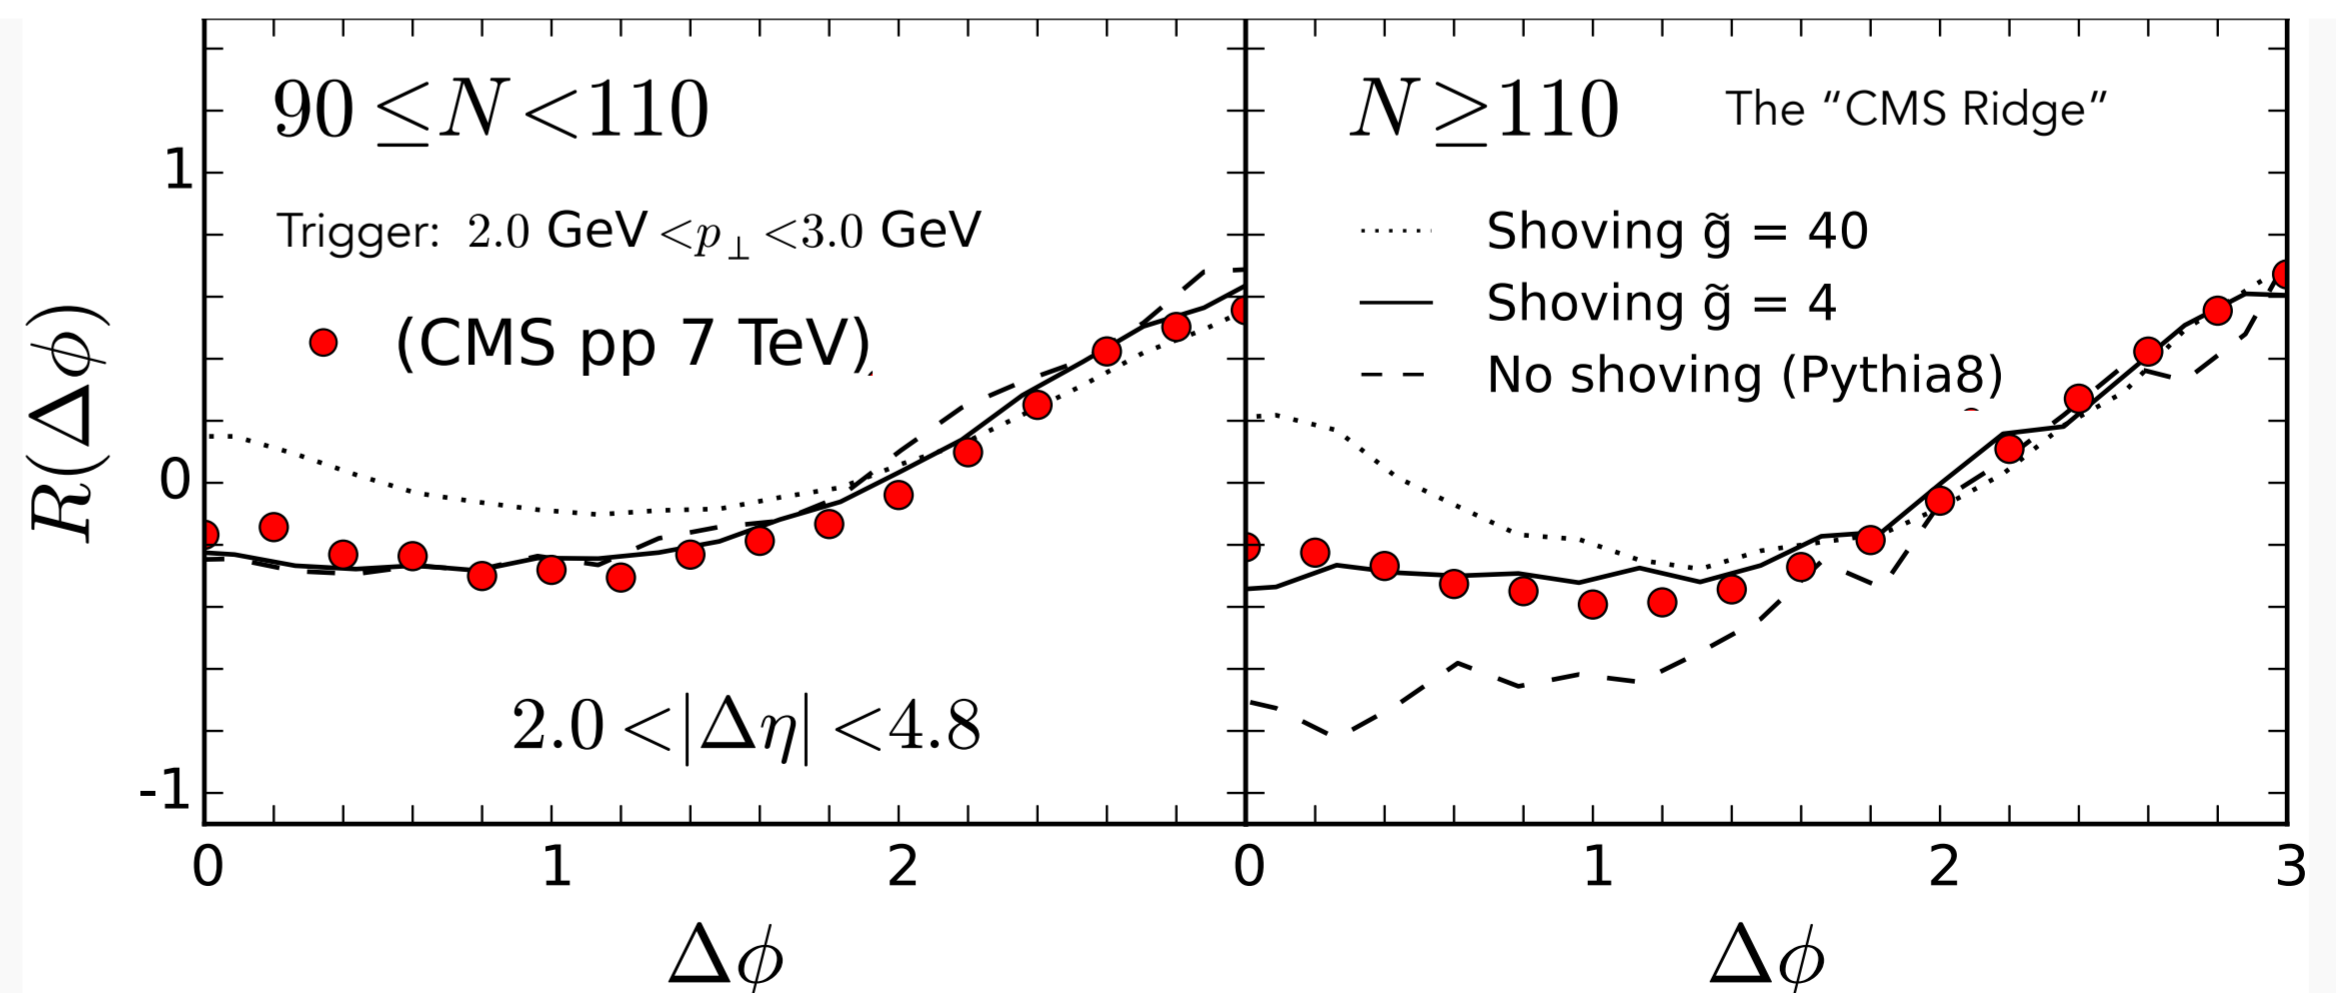 90 ≤ N < 110
Trigger: 2.0 GeV < p⊥ < 3.0 GeV
(CMS pp 7 TeV)
2.0 < |Δη| < 4.8
N ≥ 110
The “CMS Ridge”
Shoving g̃ = 40
Shoving g̃ = 4
No shoving (Pythia8)
R(Δϕ)
1
0
-1
0 1 2
0 1 2 3
Δϕ
Δϕ